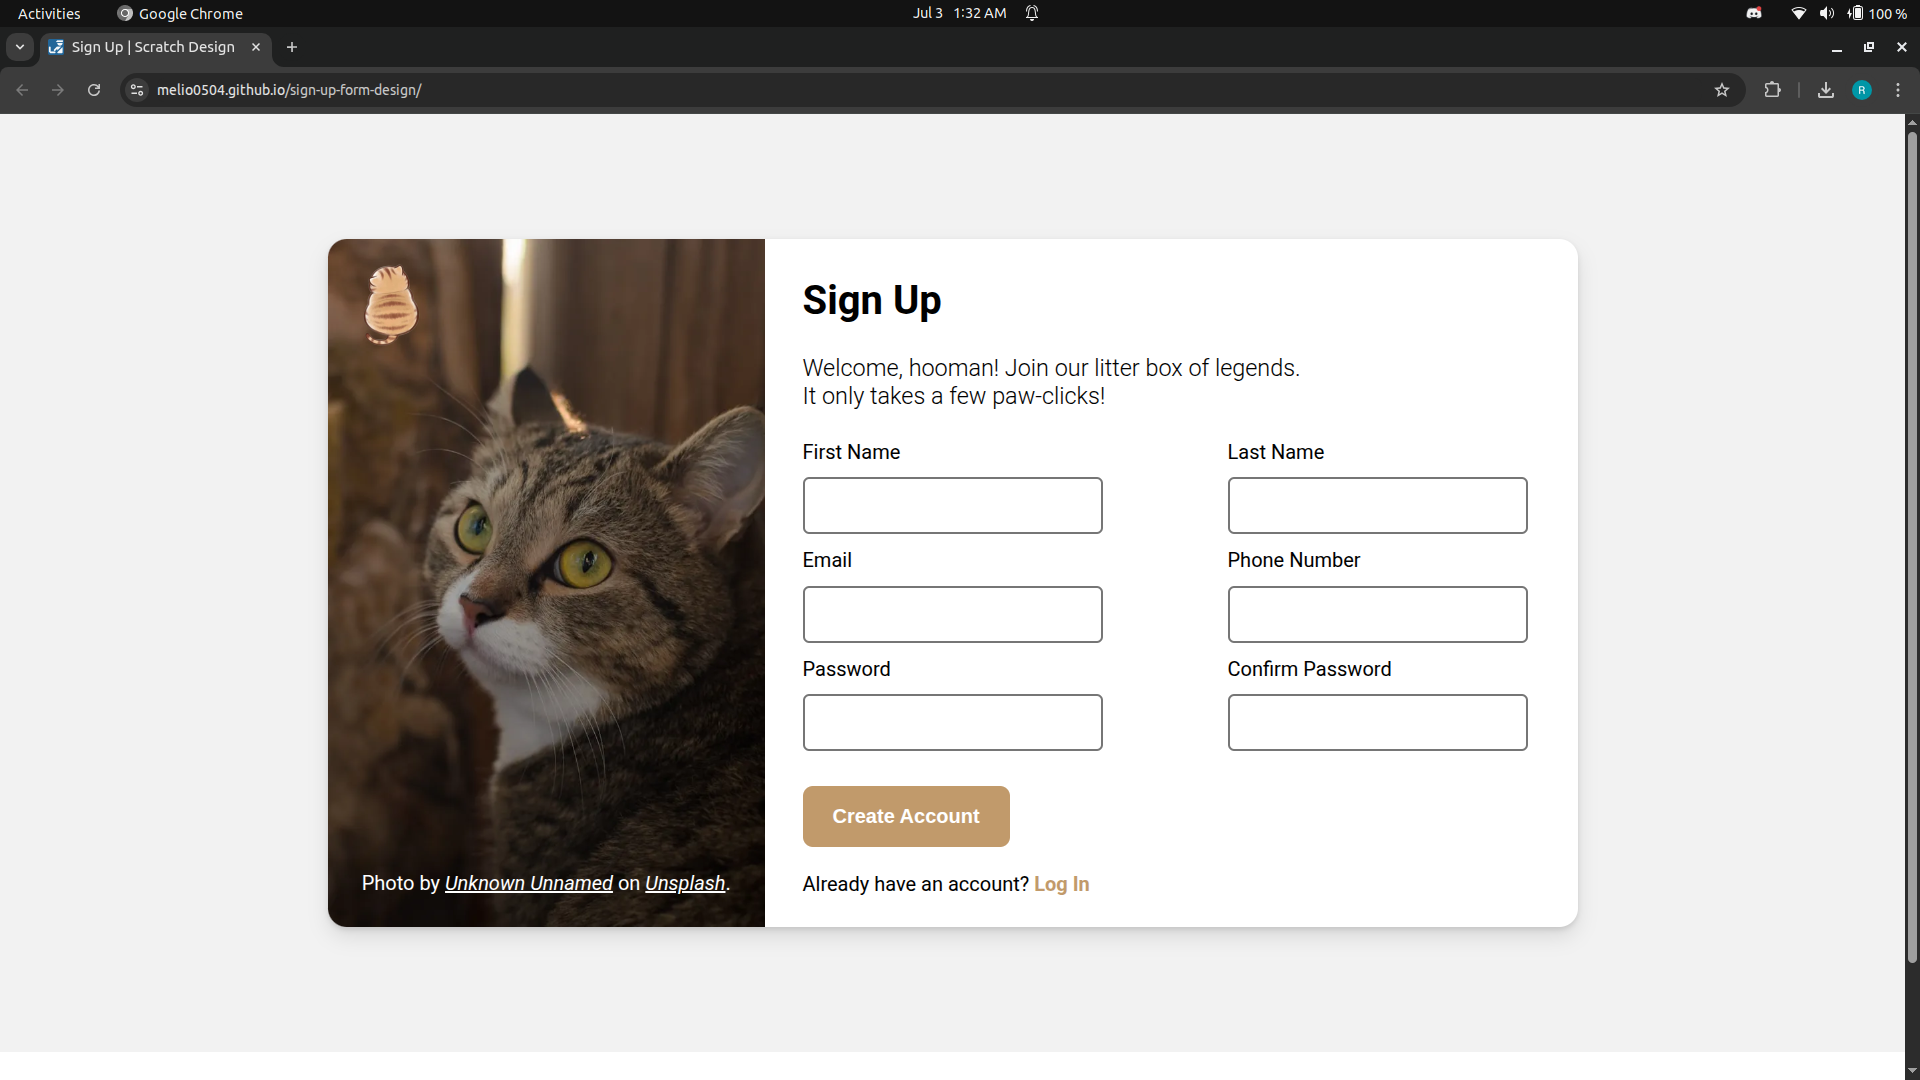 Activities
Google Chrome
Jul 3 1:32 AM
100 %
Sign Up | Scratch Design
melio0504.github.io/sign-up-form-design/
R
Sign Up
Welcome, hooman! Join our litter box of legends.
It only takes a few paw-clicks!
First Name
Last Name
Email
Phone Number
Password
Confirm Password
Create Account
Already have an account? Log In
Photo by Unknown Unnamed on Unsplash.